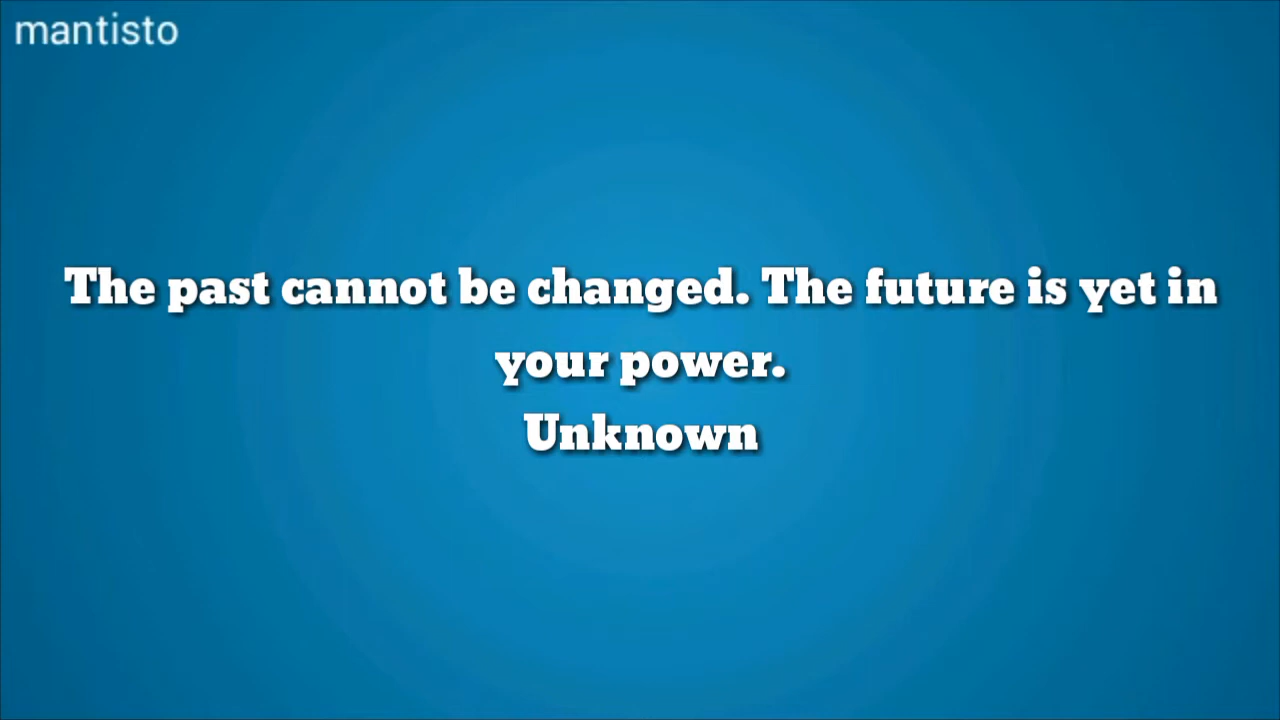 mantisto
The past cannot be changed. The future is yet in
your power.
Unknown